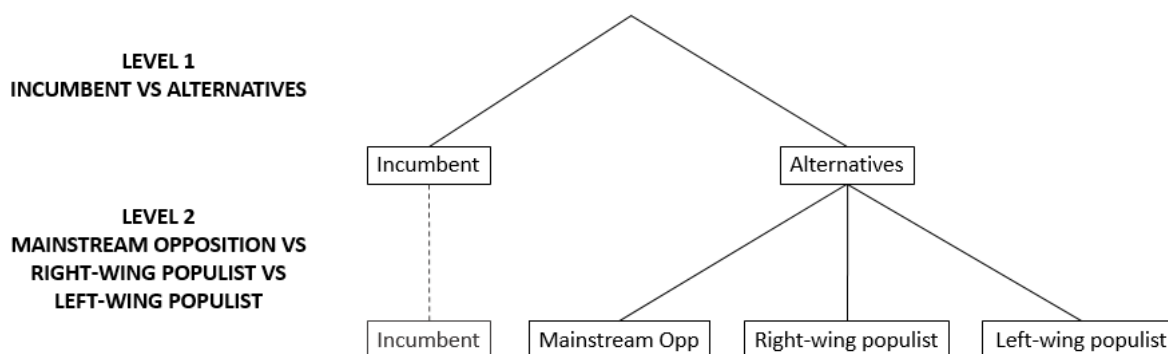 LEVEL 1
INCUMBENT VS ALTERNATIVES
Incumbent
Alternatives
LEVEL 2
MAINSTREAM OPPOSITION VS
RIGHT-WING POPULIST VS
LEFT-WING POPULIST
Incumbent
Mainstream Opp
Right-wing populist
Left-wing populist